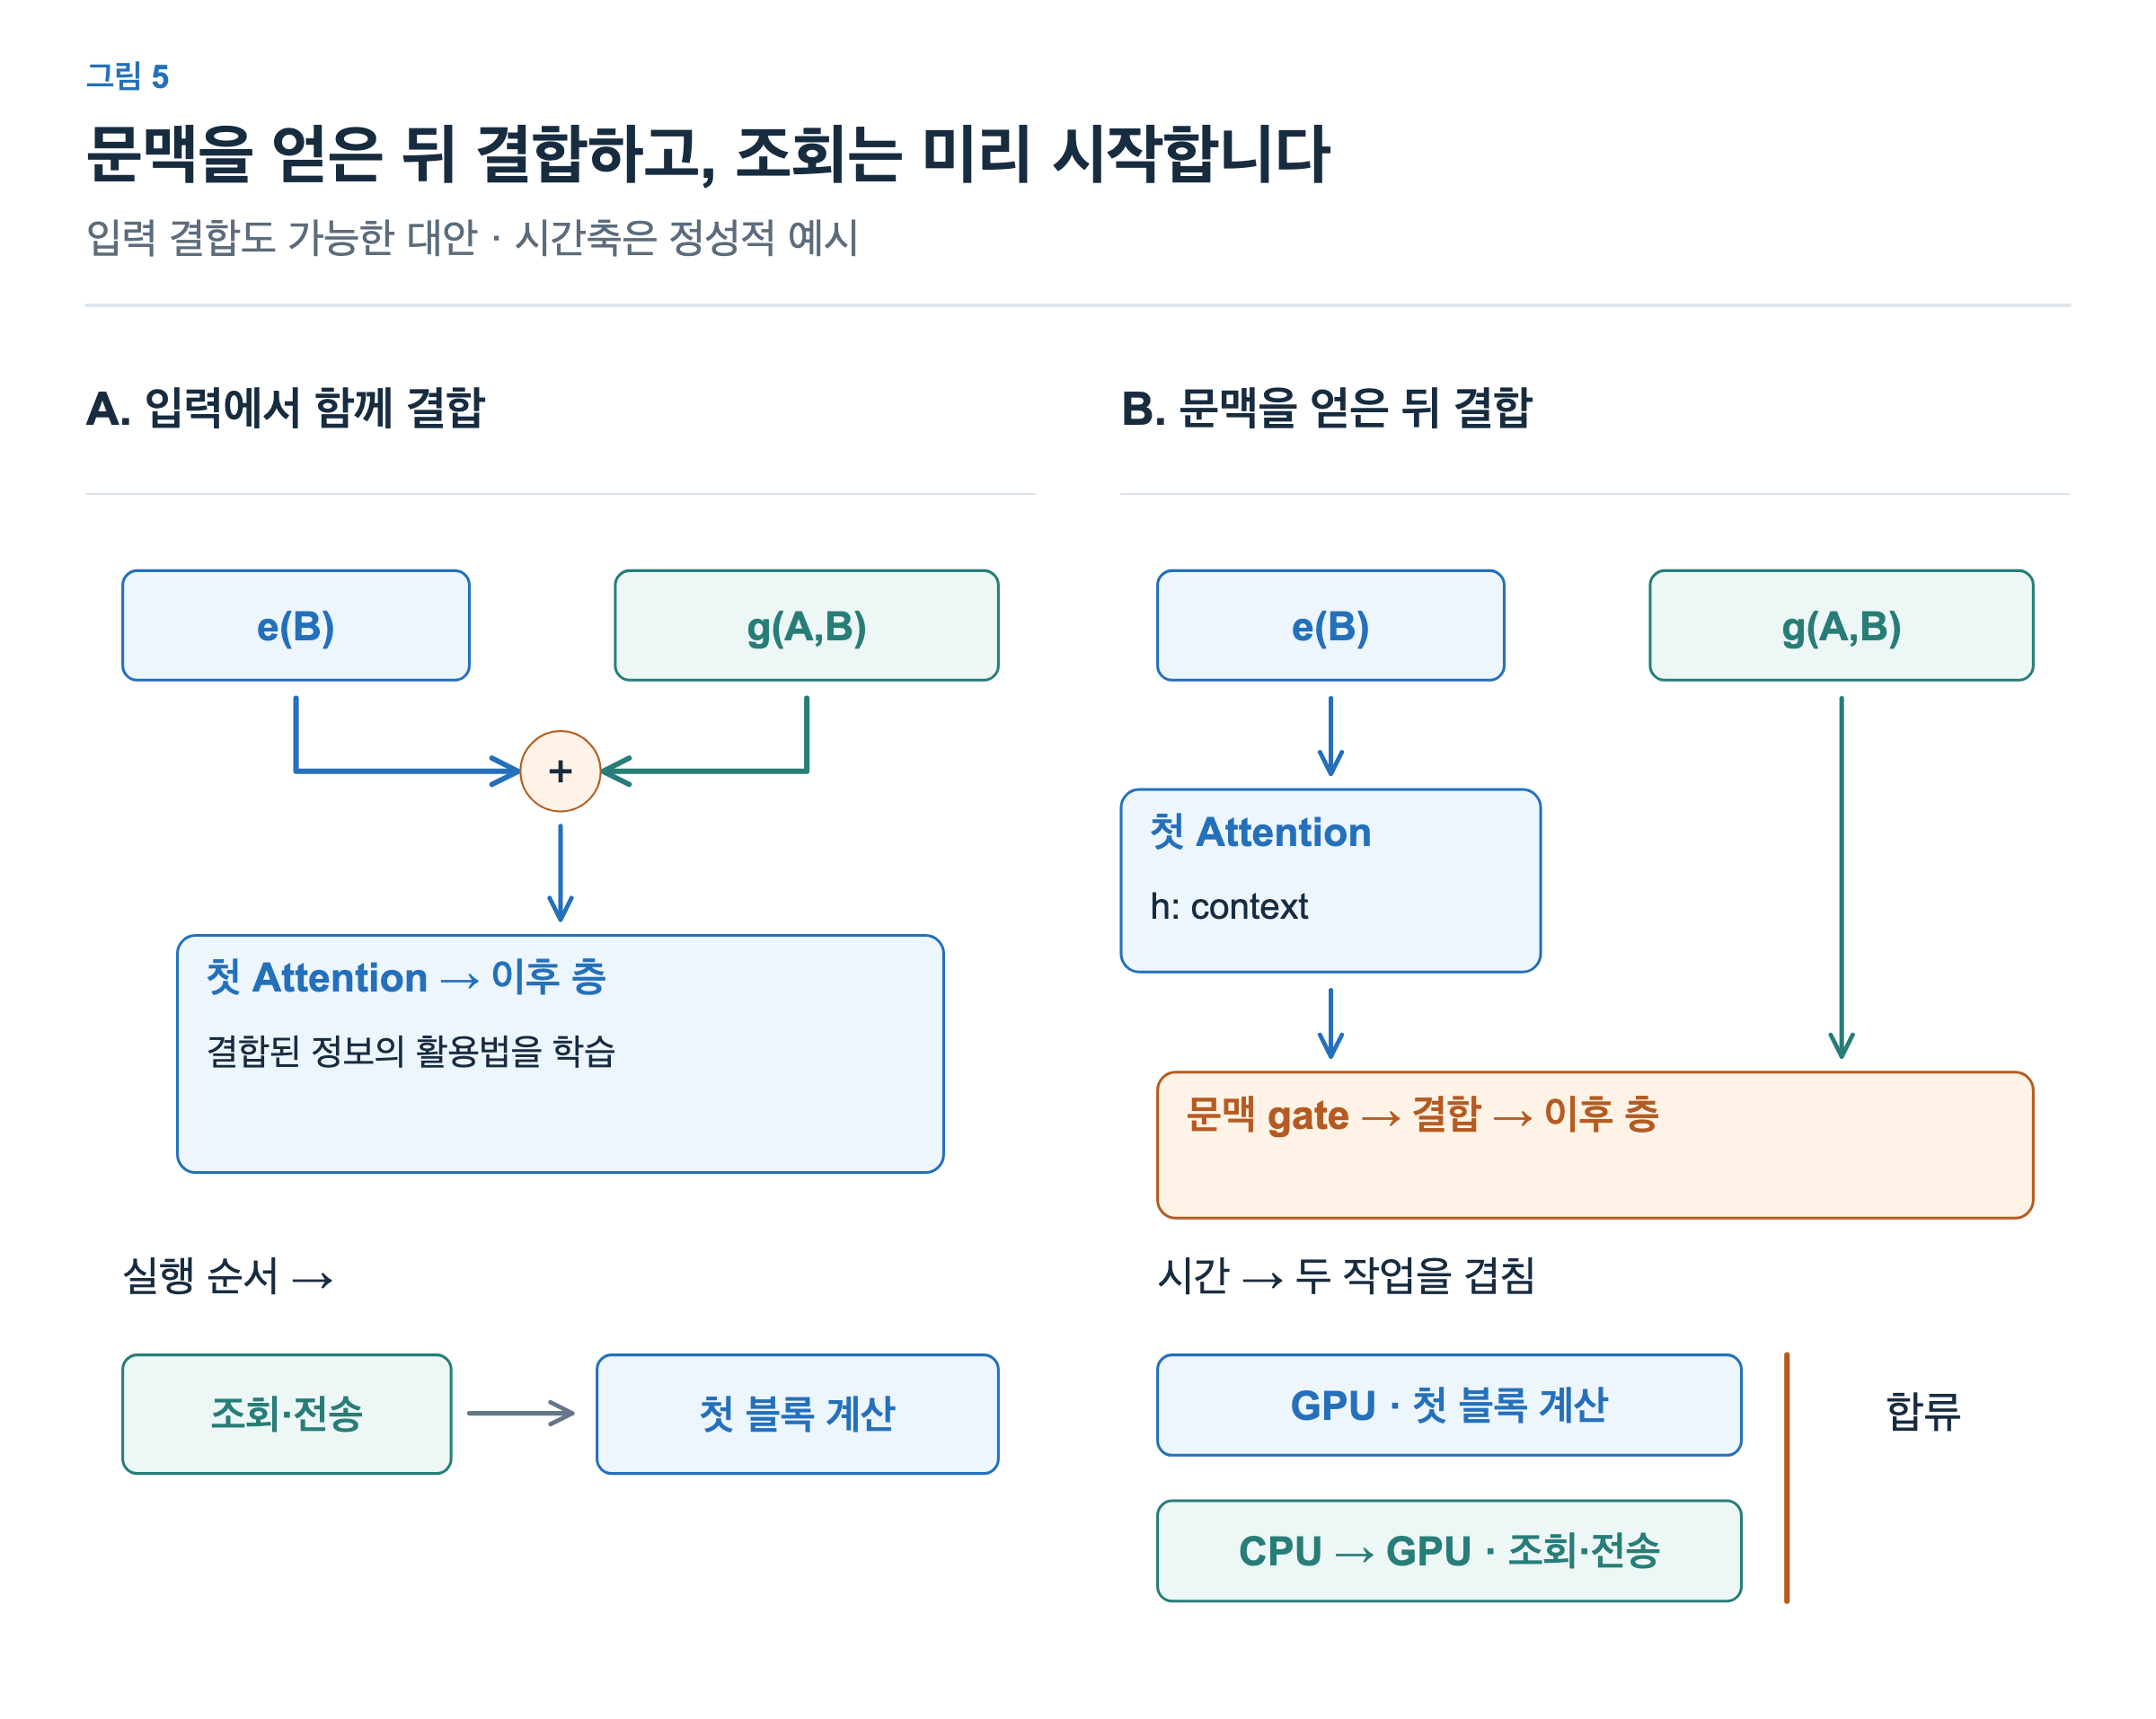 그림 5
문맥을 얻은 뒤 결합하고, 조회는 미리 시작합니다
입력 결합도 가능한 대안 · 시간축은 정성적 예시
A. 입력에서 함께 결합
e(B)
g(A,B)
+
첫 Attention → 이후 층
결합된 정보의 활용법을 학습
실행 순서 →
조회·전송
첫 블록 계산
B. 문맥을 얻은 뒤 결합
e(B)
g(A,B)
첫 Attention
h: context
문맥 gate → 결합 → 이후 층
시간 → 두 작업을 겹침
GPU · 첫 블록 계산
CPU → GPU · 조회·전송
합류